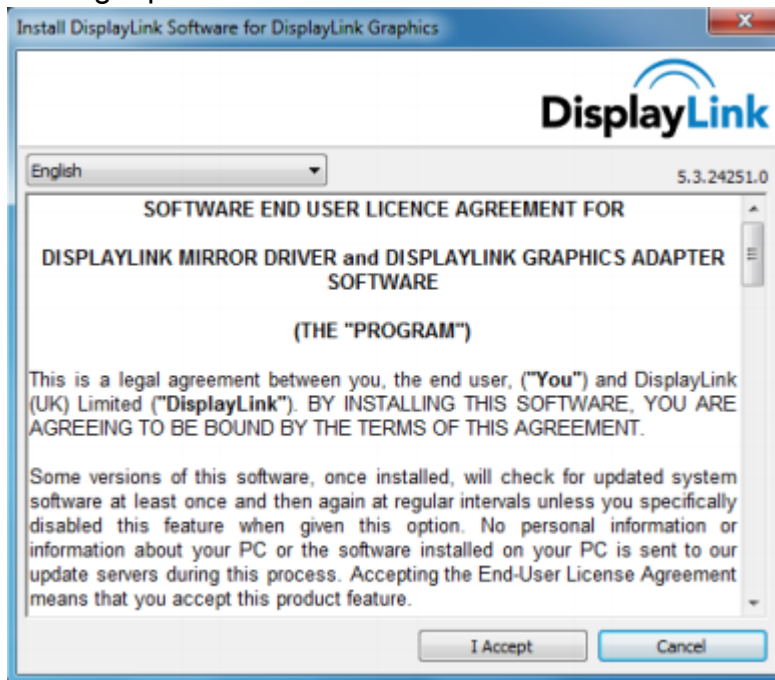 Install DisplayLink Software for DisplayLink Graphics
x
DisplayLink
English
5.3.24251.0
SOFTWARE END USER LICENCE AGREEMENT FOR
DISPLAYLINK MIRROR DRIVER and DISPLAYLINK GRAPHICS ADAPTER
SOFTWARE
(THE "PROGRAM")
This is a legal agreement between you, the end user, ("You") and DisplayLink
(UK) Limited ("DisplayLink"). BY INSTALLING THIS SOFTWARE, YOU ARE
AGREEING TO BE BOUND BY THE TERMS OF THIS AGREEMENT.
Some versions of this software, once installed, will check for updated system
software at least once and then again at regular intervals unless you specifically
disabled this feature when given this option. No personal information or
information about your PC or the software installed on your PC is sent to our
update servers during this process. Accepting the End-User License Agreement
means that you accept this product feature.
I Accept
Cancel